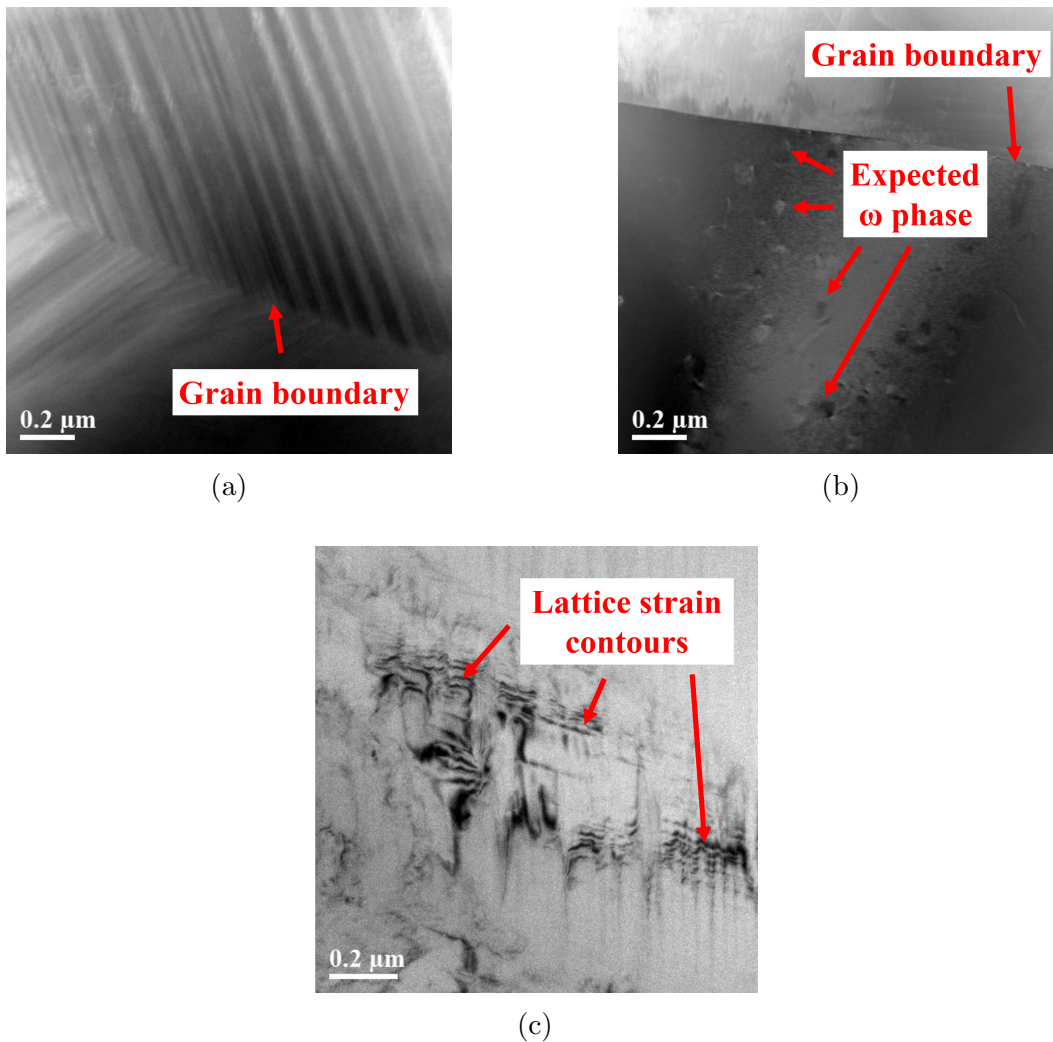 Grain boundary
0.2 μm
(a)
Grain boundary
Expected
ω phase
0.2 μm
(b)
Lattice strain
contours
0.2 μm
(c)